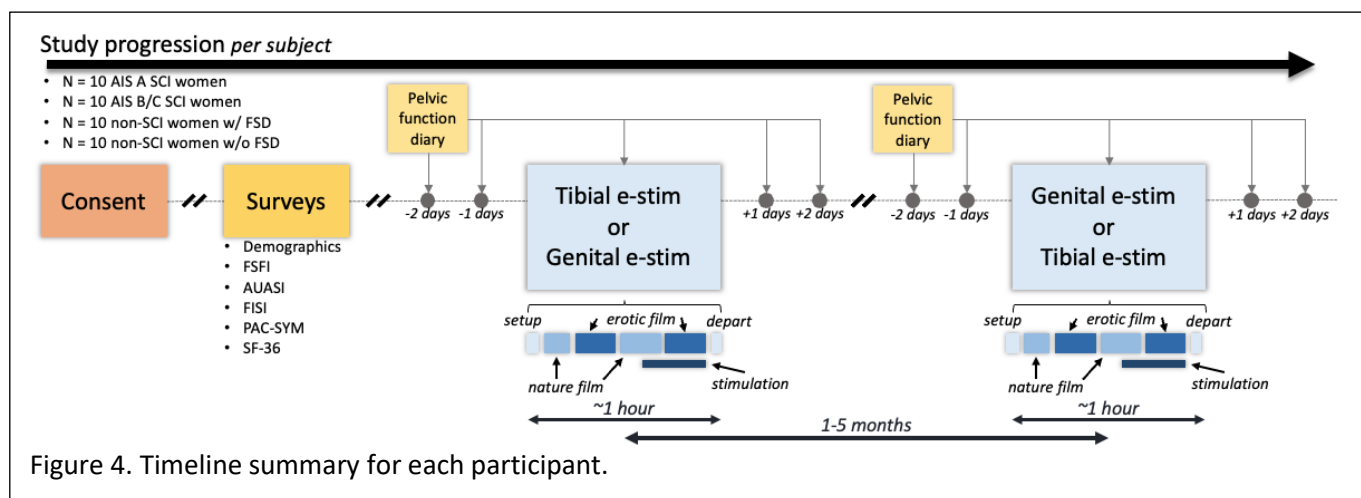 Study progression per subject
• N = 10 AIS A SCI women
• N = 10 AIS B/C SCI women
• N = 10 non-SCI women w/ FSD
• N = 10 non-SCI women w/o FSD
Consent
Surveys
• Demographics
• FSFI
• AUASI
• FISI
• PAC-SYM
• SF-36
Pelvic
function
diary
-2 days
-1 days
Tibial e-stim
or
Genital e-stim
+1 days
+2 days
setup
erotic film
depart
nature film
stimulation
~1 hour
Pelvic
function
diary
-2 days
-1 days
Genital e-stim
or
Tibial e-stim
+1 days
+2 days
setup
erotic film
depart
nature film
stimulation
~1 hour
1-5 months
Figure 4. Timeline summary for each participant.